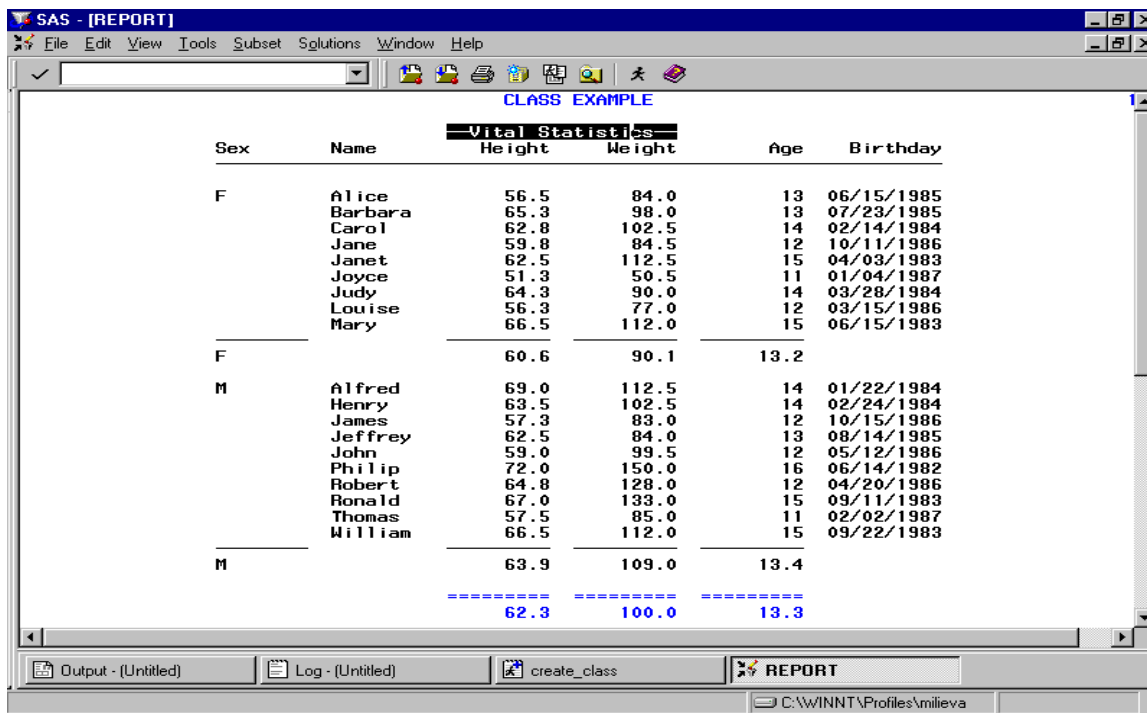 SAS - [REPORT]
File Edit View Tools Subset Solutions Window Help
CLASS EXAMPLE 1
Vital Statistics
Sex Name Height Weight Age Birthday
F Alice 56.5 84.0 13 06/15/1985
Barbara 65.3 98.0 13 07/23/1985
Carol 62.8 102.5 14 02/14/1984
Jane 59.8 84.5 12 10/11/1986
Janet 62.5 112.5 15 04/03/1983
Joyce 51.3 50.5 11 01/04/1987
Judy 64.3 90.0 14 03/28/1984
Louise 56.3 77.0 12 03/15/1986
Mary 66.5 112.0 15 06/15/1983
F 60.6 90.1 13.2
M Alfred 69.0 112.5 14 01/22/1984
Henry 63.5 102.5 14 02/24/1984
James 57.3 83.0 12 10/15/1986
Jeffrey 62.5 84.0 13 08/14/1985
John 59.0 99.5 12 05/12/1986
Philip 72.0 150.0 16 06/14/1982
Robert 64.8 128.0 12 04/20/1986
Ronald 67.0 133.0 15 09/11/1983
Thomas 57.5 85.0 11 02/02/1987
William 66.5 112.0 15 09/22/1983
M 63.9 109.0 13.4
========= ========= =========
62.3 100.0 13.3
Output - (Untitled) Log - (Untitled) create_class REPORT
C:\WINNT\Profiles\milieva